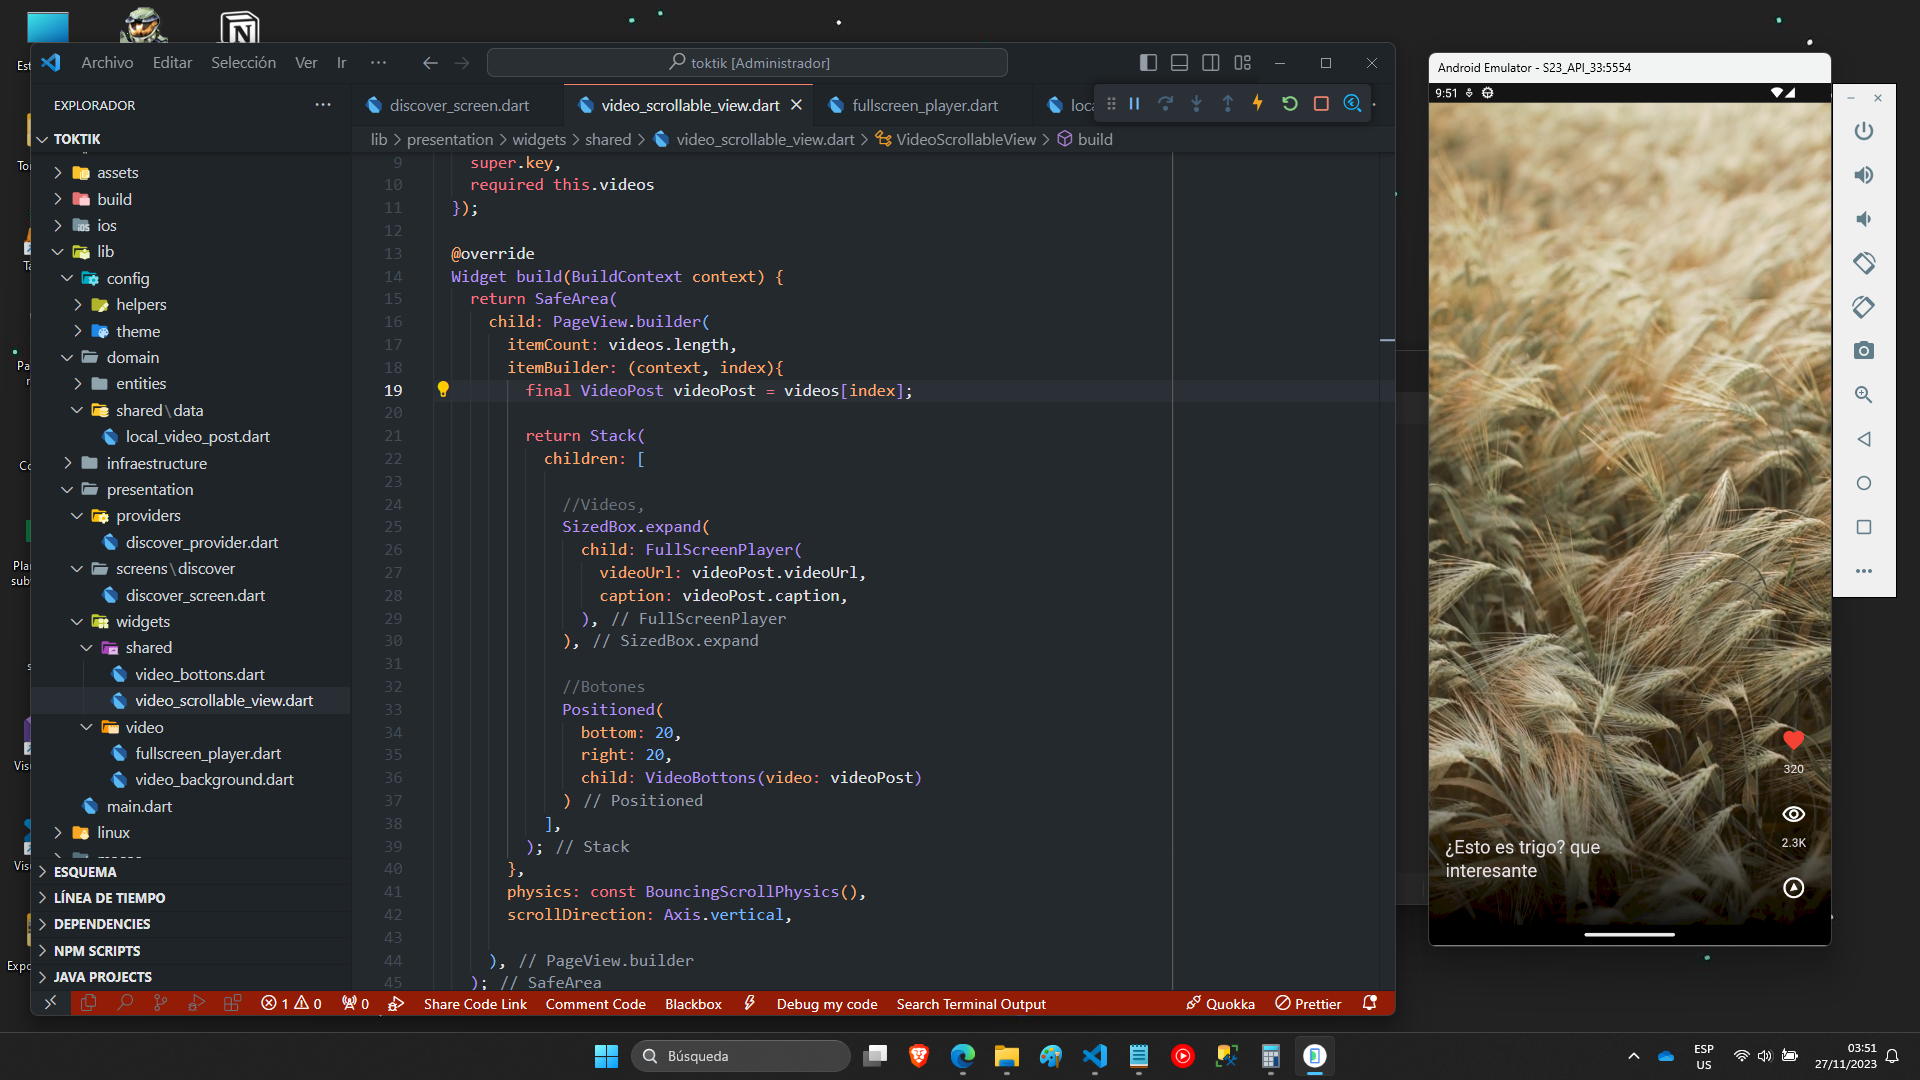 Archivo Editar Selección Ver Ir ···
toktik [Administrador]
EXPLORADOR
TOKTIK
assets
build
ios
lib
config
helpers
theme
domain
entities
shared\data
local_video_post.dart
infraestructure
presentation
providers
discover_provider.dart
screens\discover
discover_screen.dart
widgets
shared
video_bottons.dart
video_scrollable_view.dart
video
fullscreen_player.dart
video_background.dart
main.dart
linux
ESQUEMA
LÍNEA DE TIEMPO
DEPENDENCIES
NPM SCRIPTS
JAVA PROJECTS
discover_screen.dart video_scrollable_view.dart fullscreen_player.dart loca
lib > presentation > widgets > shared > video_scrollable_view.dart > VideoScrollableView > build
9 super.key,
10 required this.videos
11 });
12
13 @override
14 Widget build(BuildContext context) {
15 return SafeArea(
16 child: PageView.builder(
17 itemCount: videos.length,
18 itemBuilder: (context, index){
19 final VideoPost videoPost = videos[index];
20
21 return Stack(
22 children: [
23
24 //Videos,
25 SizedBox.expand(
26 child: FullScreenPlayer(
27 videoUrl: videoPost.videoUrl,
28 caption: videoPost.caption,
29 ), // FullScreenPlayer
30 ), // SizedBox.expand
31
32 //Botones
33 Positioned(
34 bottom: 20,
35 right: 20,
36 child: VideoBottons(video: videoPost)
37 ) // Positioned
38 ],
39 ); // Stack
40 },
41 physics: const BouncingScrollPhysics(),
42 scrollDirection: Axis.vertical,
43
44 ), // PageView.builder
45 ); // SafeArea
1 0 0 Share Code Link Comment Code Blackbox Debug my code Search Terminal Output Quokka Prettier
Android Emulator - S23_API_33:5554
9:51
320
2.3K
¿Esto es trigo? que
interesante
Búsqueda
ESP
US
03:51
27/11/2023